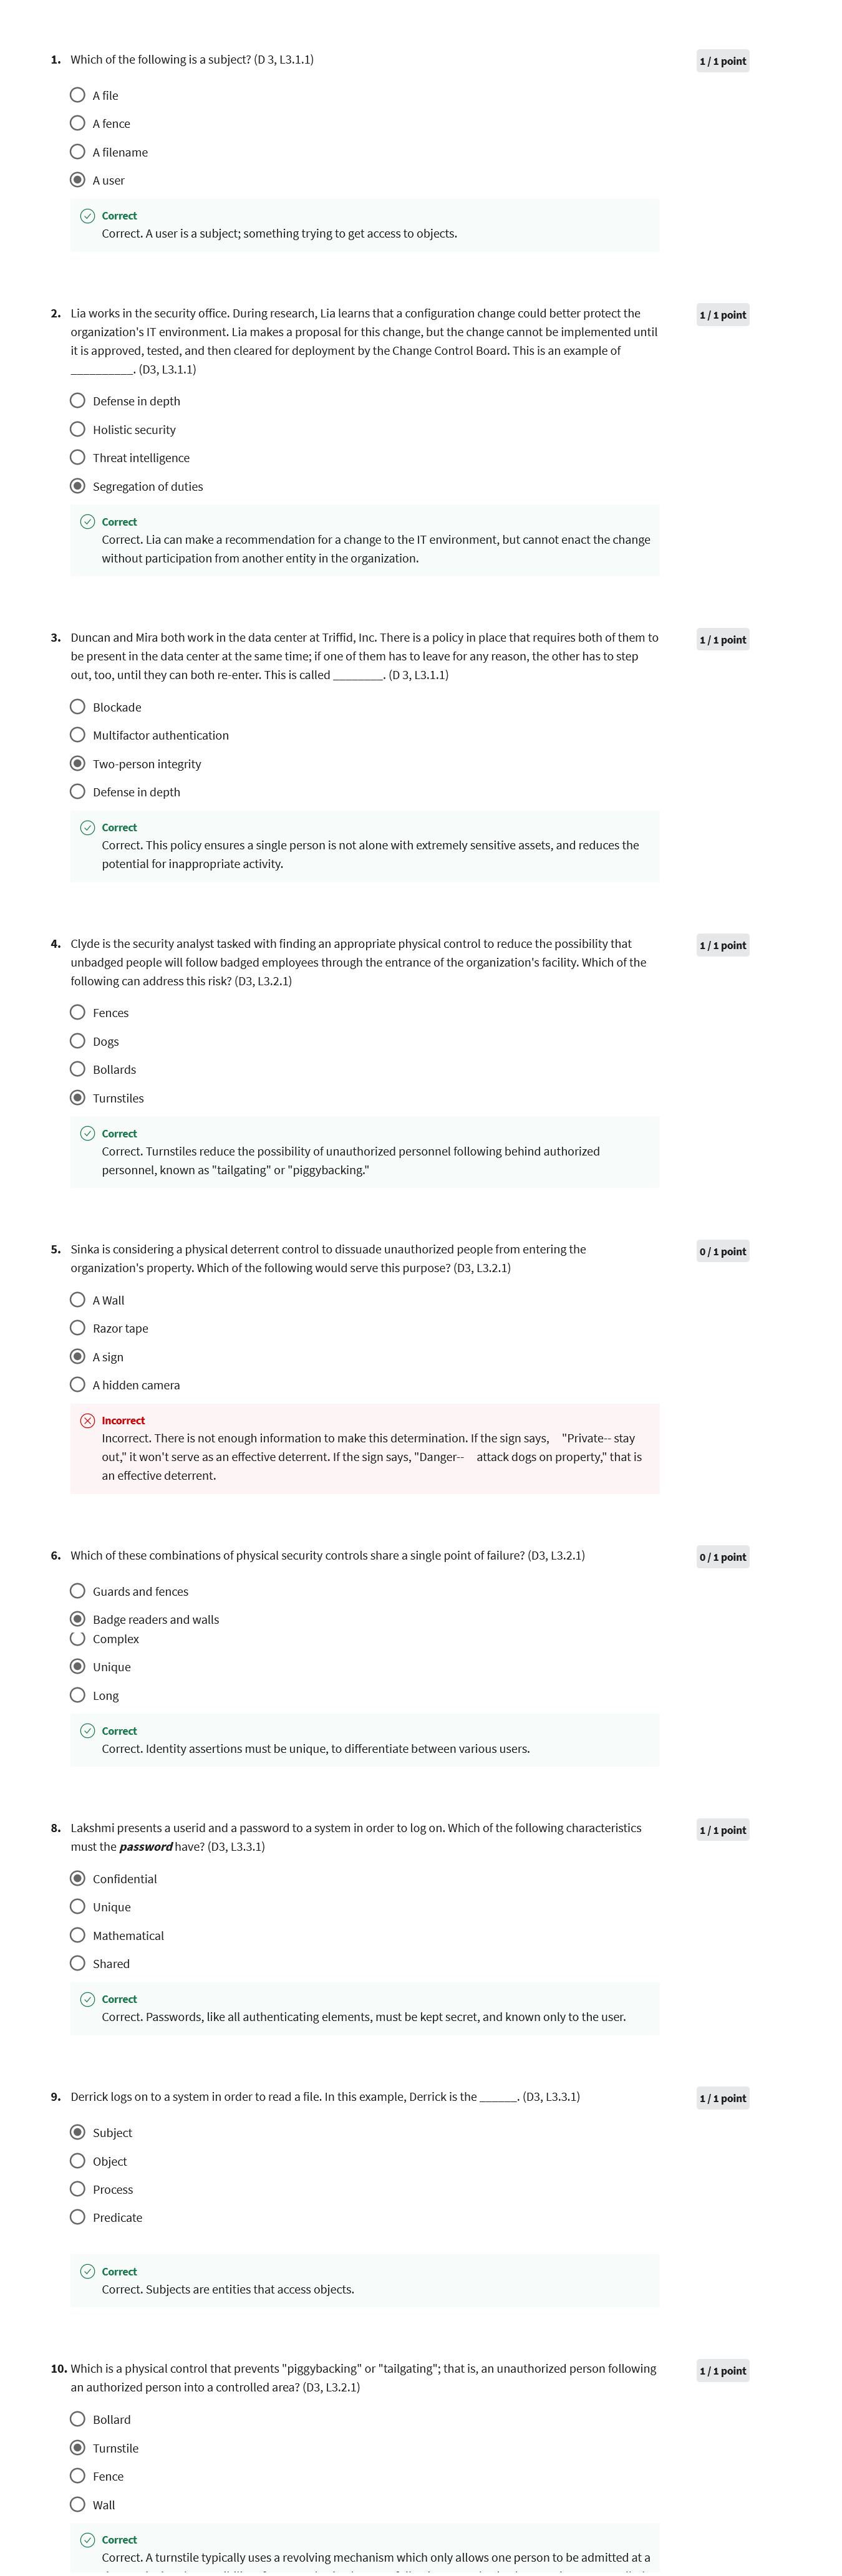 1. Which of the following is a subject? (D 3, L3.1.1)
1 / 1 point
A file
A fence
A filename
A user
Correct
Correct. A user is a subject; something trying to get access to objects.
2. Lia works in the security office. During research, Lia learns that a configuration change could better protect the
1 / 1 point
organization's IT environment. Lia makes a proposal for this change, but the change cannot be implemented until
it is approved, tested, and then cleared for deployment by the Change Control Board. This is an example of
__________. (D3, L3.1.1)
Defense in depth
Holistic security
Threat intelligence
Segregation of duties
Correct
Correct. Lia can make a recommendation for a change to the IT environment, but cannot enact the change
without participation from another entity in the organization.
3. Duncan and Mira both work in the data center at Triffid, Inc. There is a policy in place that requires both of them to
1 / 1 point
be present in the data center at the same time; if one of them has to leave for any reason, the other has to step
out, too, until they can both re-enter. This is called ________. (D 3, L3.1.1)
Blockade
Multifactor authentication
Two-person integrity
Defense in depth
Correct
Correct. This policy ensures a single person is not alone with extremely sensitive assets, and reduces the
potential for inappropriate activity.
4. Clyde is the security analyst tasked with finding an appropriate physical control to reduce the possibility that
1 / 1 point
unbadged people will follow badged employees through the entrance of the organization's facility. Which of the
following can address this risk? (D3, L3.2.1)
Fences
Dogs
Bollards
Turnstiles
Correct
Correct. Turnstiles reduce the possibility of unauthorized personnel following behind authorized
personnel, known as "tailgating" or "piggybacking."
5. Sinka is considering a physical deterrent control to dissuade unauthorized people from entering the
0 / 1 point
organization's property. Which of the following would serve this purpose? (D3, L3.2.1)
A Wall
Razor tape
A sign
A hidden camera
Incorrect
Incorrect. There is not enough information to make this determination. If the sign says, "Private-- stay
out," it won't serve as an effective deterrent. If the sign says, "Danger-- attack dogs on property," that is
an effective deterrent.
6. Which of these combinations of physical security controls share a single point of failure? (D3, L3.2.1)
0 / 1 point
Guards and fences
Badge readers and walls
Complex
Unique
Long
Correct
Correct. Identity assertions must be unique, to differentiate between various users.
8. Lakshmi presents a userid and a password to a system in order to log on. Which of the following characteristics
1 / 1 point
must the password have? (D3, L3.3.1)
Confidential
Unique
Mathematical
Shared
Correct
Correct. Passwords, like all authenticating elements, must be kept secret, and known only to the user.
9. Derrick logs on to a system in order to read a file. In this example, Derrick is the ______. (D3, L3.3.1)
1 / 1 point
Subject
Object
Process
Predicate
Correct
Correct. Subjects are entities that access objects.
10. Which is a physical control that prevents "piggybacking" or "tailgating"; that is, an unauthorized person following
1 / 1 point
an authorized person into a controlled area? (D3, L3.2.1)
Bollard
Turnstile
Fence
Wall
Correct
Correct. A turnstile typically uses a revolving mechanism which only allows one person to be admitted at a